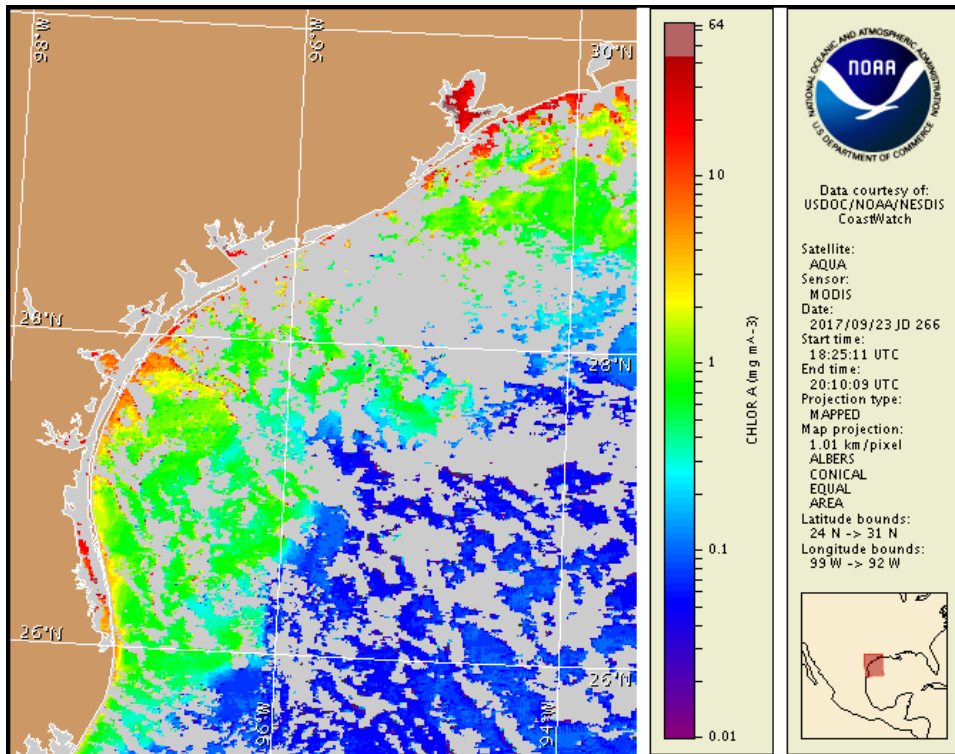 98°W
96°W
30°N
28°N
28°N
26°N
26°N
96°W
94°W
64
10
1
0.1
0.01
CHLOR A (mg m^-3)
NATIONAL OCEANIC AND ATMOSPHERIC ADMINISTRATION
NOAA
U.S. DEPARTMENT OF COMMERCE
Data courtesy of:
USDOC/NOAA/NESDIS
CoastWatch
Satellite:
AQUA
Sensor:
MODIS
Date:
2017/09/23 JD 266
Start time:
18:25:11 UTC
End time:
20:10:09 UTC
Projection type:
MAPPED
Map projection:
1.01 km/pixel
ALBERS
CONICAL
EQUAL
AREA
Latitude bounds:
24 N -> 31 N
Longitude bounds:
99 W -> 92 W